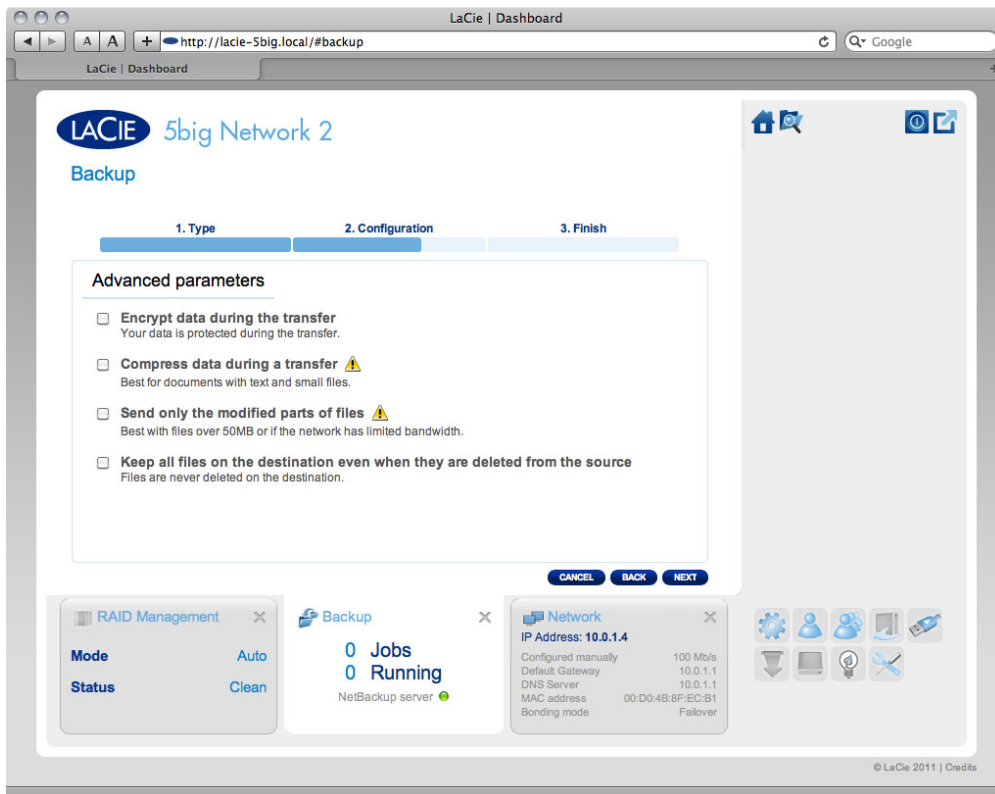 LaCie | Dashboard
A A + http://lacie-5big.local/#backup Google
LaCie | Dashboard
LACIE 5big Network 2
Backup
1. Type 2. Configuration 3. Finish
Advanced parameters
Encrypt data during the transfer
Your data is protected during the transfer.
Compress data during a transfer
Best for documents with text and small files.
Send only the modified parts of files
Best with files over 50MB or if the network has limited bandwidth.
Keep all files on the destination even when they are deleted from the source
Files are never deleted on the destination.
CANCEL BACK NEXT
RAID Management
Mode Auto
Status Clean
Backup
0 Jobs
0 Running
NetBackup server
Network
IP Address: 10.0.1.4
Configured manually 100 Mb/s
Default Gateway 10.0.1.1
DNS Server 10.0.1.1
MAC address 00:D0:4B:8F:EC:B1
Bonding mode Failover
© LaCie 2011 | Credits